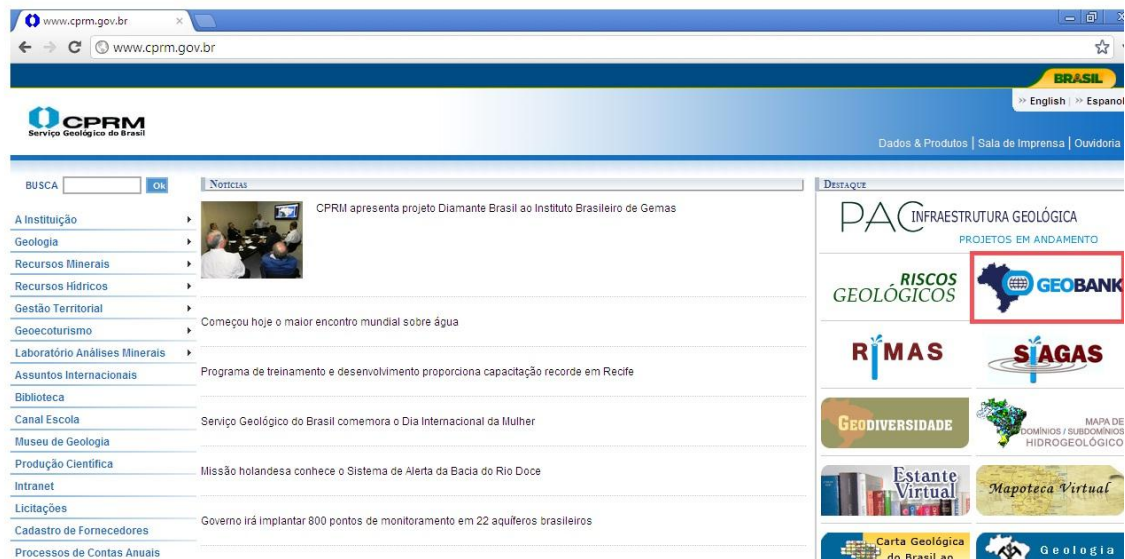 www.cprm.gov.br
www.cprm.gov.br
BRASIL
>> English | >> Espanol
CPRM
Serviço Geológico do Brasil
Dados & Produtos | Sala de Imprensa | Ouvidoria
BUSCA Ok
A Instituição
Geologia
Recursos Minerais
Recursos Hídricos
Gestão Territorial
Geoecoturismo
Laboratório Análises Minerais
Assuntos Internacionais
Biblioteca
Canal Escola
Museu de Geologia
Produção Científica
Intranet
Licitações
Cadastro de Fornecedores
Processos de Contas Anuais
Notícias
CPRM apresenta projeto Diamante Brasil ao Instituto Brasileiro de Gemas
Começou hoje o maior encontro mundial sobre água
Programa de treinamento e desenvolvimento proporciona capacitação recorde em Recife
Serviço Geológico do Brasil comemora o Dia Internacional da Mulher
Missão holandesa conhece o Sistema de Alerta da Bacia do Rio Doce
Governo irá implantar 800 pontos de monitoramento em 22 aquíferos brasileiros
Destaque
PAC INFRAESTRUTURA GEOLÓGICA
PROJETOS EM ANDAMENTO
RISCOS
GEOLÓGICOS
GEOBANK
RIMAS
SIAGAS
GEODIVERSIDADE
MAPA DE
DOMÍNIOS / SUBDOMÍNIOS
HIDROGEOLÓGICO
Estante
Virtual
Mapoteca Virtual
Carta Geológica
do Brasil ao
Geologia